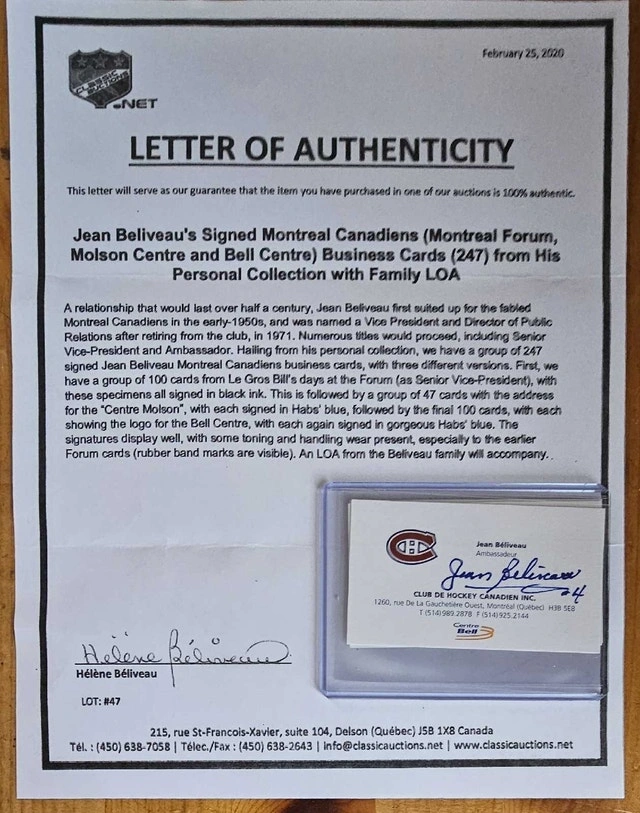 February 25, 2020
CLASSIC
AUCTIONS
.NET
LETTER OF AUTHENTICITY
This letter will serve as our guarantee that the item you have purchased in one of our auctions is 100% authentic.
Jean Beliveau's Signed Montreal Canadiens (Montreal Forum,
Molson Centre and Bell Centre) Business Cards (247) from His
Personal Collection with Family LOA
A relationship that would last over half a century, Jean Beliveau first suited up for the fabled
Montreal Canadiens in the early-1950s, and was named a Vice President and Director of Public
Relations after retiring from the club, in 1971. Numerous titles would proceed, including Senior
Vice-President and Ambassador. Hailing from his personal collection, we have a group of 247
signed Jean Beliveau Montreal Canadiens business cards, with three different versions. First, we
have a group of 100 cards from Le Gros Bill's days at the Forum (as Senior Vice-President), with
these specimens all signed in black ink. This is followed by a group of 47 cards with the address
for the "Centre Molson", with each signed in Habs' blue, followed by the final 100 cards, with each
showing the logo for the Bell Centre, with each again signed in gorgeous Habs' blue. The
signatures display well, with some toning and handling wear present, especially to the earlier
Forum cards (rubber band marks are visible). An LOA from the Beliveau family will accompany.
Jean Béliveau
Ambassadeur
Jean Béliveau
4
CLUB DE HOCKEY CANADIEN INC.
1260, rue De La Gauchetière Ouest, Montréal (Québec) H3B 5E8
T (514) 989.2878 F (514) 925.2144
Centre
Bell
Hélène Béliveau
Hélène Béliveau
LOT: #47
215, rue St-Francois-Xavier, suite 104, Delson (Québec) J5B 1X8 Canada
Tél. : (450) 638-7058 | Télec./Fax : (450) 638-2643 | info@classicauctions.net | www.classicauctions.net